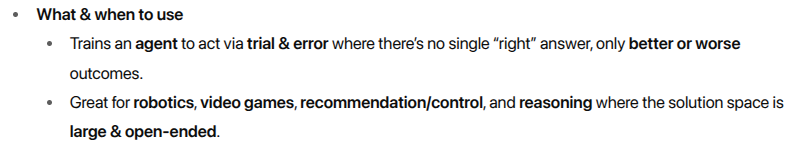 • What & when to use
• Trains an agent to act via trial & error where there’s no single “right” answer, only better or worse
outcomes.
• Great for robotics, video games, recommendation/control, and reasoning where the solution space is
large & open-ended.